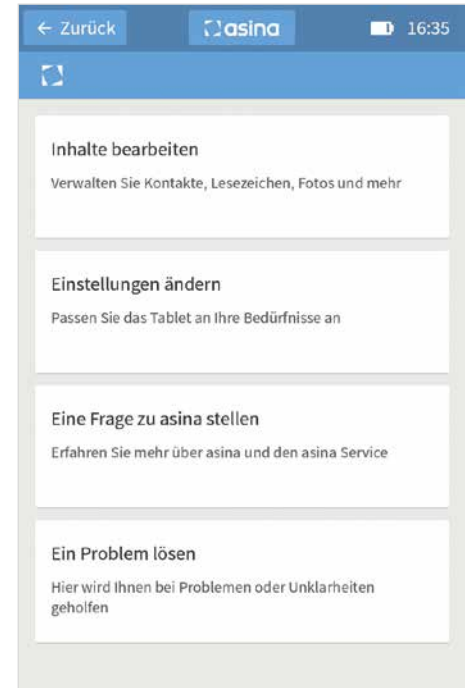 ← Zurück
asina
16:35
Inhalte bearbeiten
Verwalten Sie Kontakte, Lesezeichen, Fotos und mehr
Einstellungen ändern
Passen Sie das Tablet an Ihre Bedürfnisse an
Eine Frage zu asina stellen
Erfahren Sie mehr über asina und den asina Service
Ein Problem lösen
Hier wird Ihnen bei Problemen oder Unklarheiten
geholfen